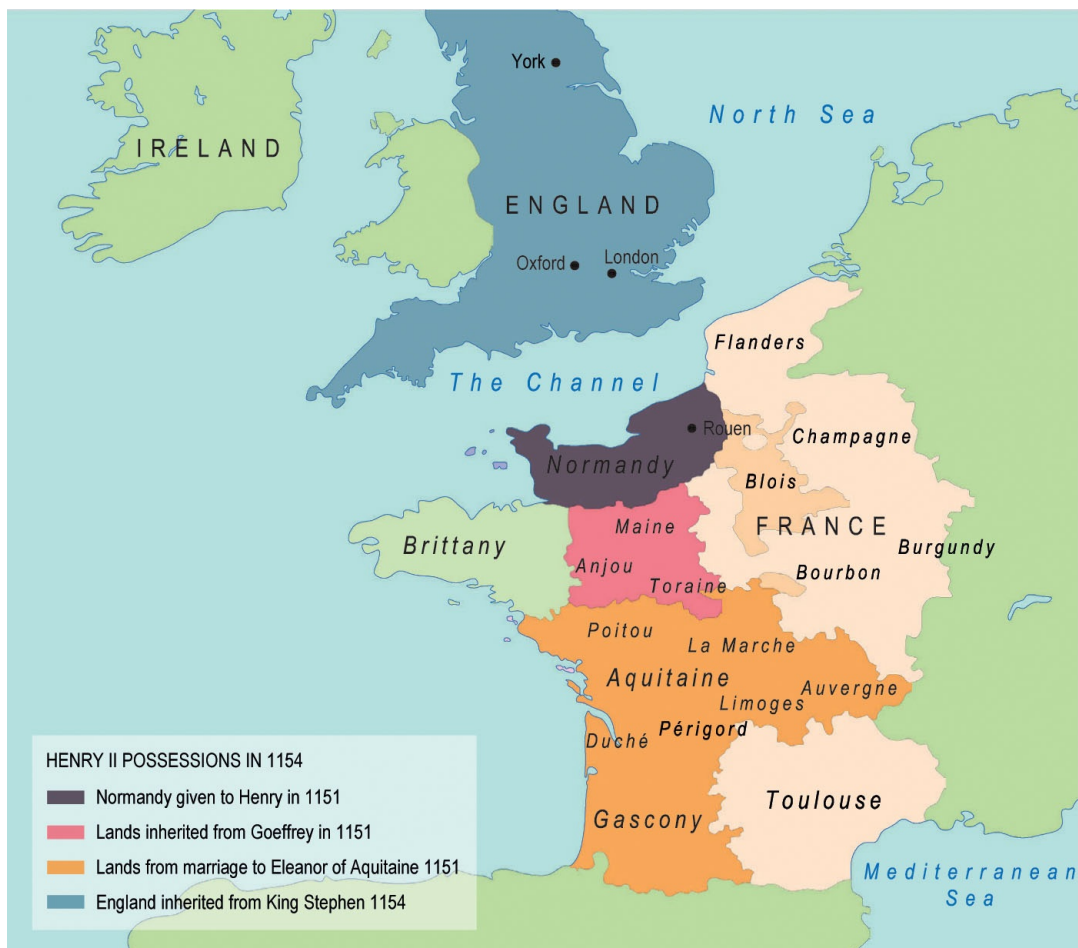 York
North Sea
IRELAND
ENGLAND
Oxford
London
Flanders
The Channel
Rouen
Champagne
Normandy
Blois
FRANCE
Maine
Brittany
Burgundy
Anjou
Bourbon
Toraine
Poitou
La Marche
Aquitaine
Auvergne
Limoges
Périgord
Duché
Toulouse
Gascony
Mediterranean
Sea
HENRY II POSSESSIONS IN 1154
Normandy given to Henry in 1151
Lands inherited from Goeffrey in 1151
Lands from marriage to Eleanor of Aquitaine 1151
England inherited from King Stephen 1154